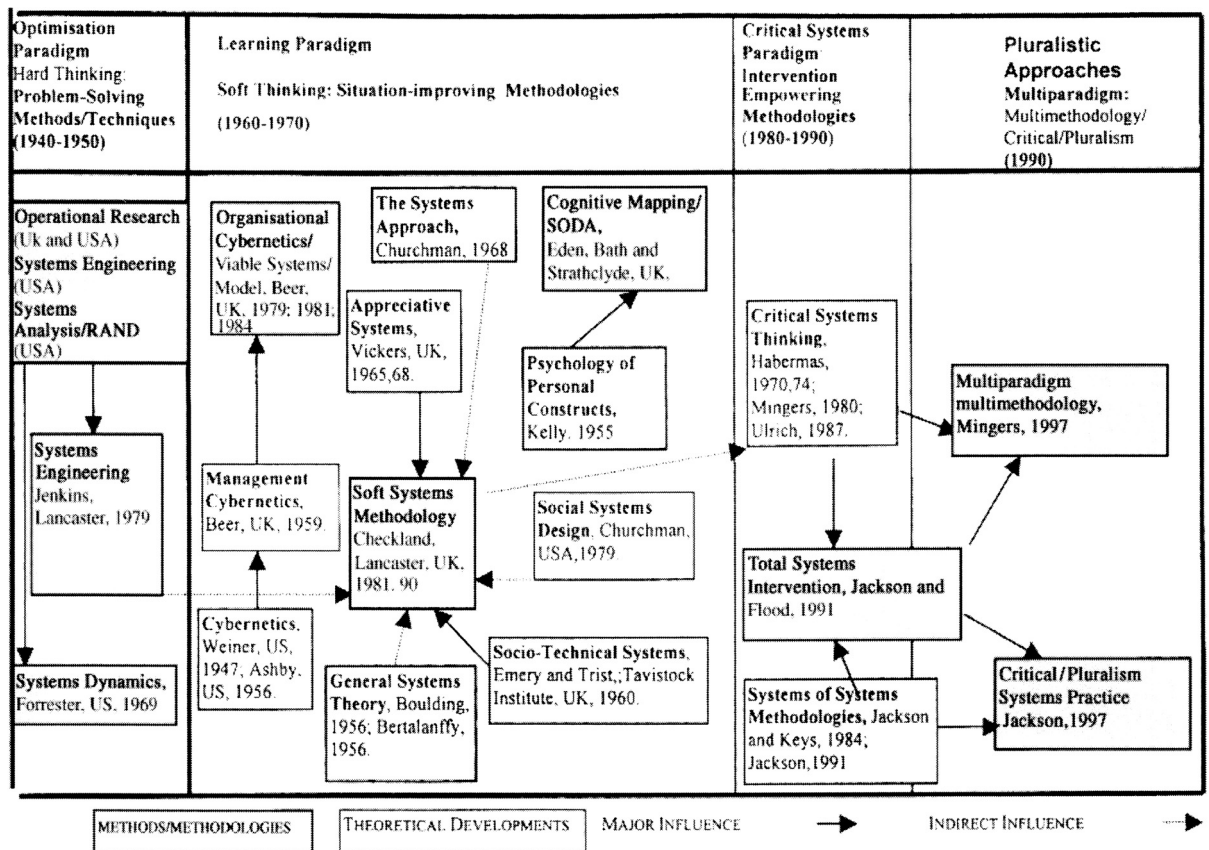 Optimisation
Paradigm
Hard Thinking:
Problem-Solving
Methods/Techniques
(1940-1950)
Learning Paradigm
Soft Thinking: Situation-improving Methodologies
(1960-1970)
Critical Systems
Paradigm
Intervention
Empowering
Methodologies
(1980-1990)
Pluralistic
Approaches
Multiparadigm:
Multimethodology/
Critical/Pluralism
(1990)
Operational Research
(Uk and USA)
Systems Engineering
(USA)
Systems
Analysis/RAND
(USA)
Systems
Engineering
Jenkins,
Lancaster, 1979
Systems Dynamics,
Forrester, US. 1969
Organisational
Cybernetics/
Viable Systems/
Model, Beer,
UK, 1979; 1981;
1984
Management
Cybernetics,
Beer, UK, 1959.
Cybernetics,
Weiner, US,
1947; Ashby,
US, 1956.
The Systems
Approach,
Churchman, 1968
Appreciative
Systems,
Vickers, UK,
1965,68.
Soft Systems
Methodology
Checkland,
Lancaster, UK,
1981. 90
General Systems
Theory, Boulding,
1956; Bertalanffy,
1956.
Cognitive Mapping/
SODA,
Eden, Bath and
Strathclyde, UK.
Psychology of
Personal
Constructs,
Kelly. 1955
Social Systems
Design, Churchman,
USA,1979.
Socio-Technical Systems,
Emery and Trist,;Tavistock
Institute, UK, 1960.
Critical Systems
Thinking,
Habermas,
1970,74;
Mingers, 1980;
Ulrich, 1987.
Total Systems
Intervention, Jackson and
Flood, 1991
Systems of Systems
Methodologies, Jackson
and Keys, 1984;
Jackson,1991
Multiparadigm
multimethodology,
Mingers, 1997
Critical/Pluralism
Systems Practice
Jackson,1997
METHODS/METHODOLOGIES
THEORETICAL DEVELOPMENTS
MAJOR INFLUENCE
INDIRECT INFLUENCE